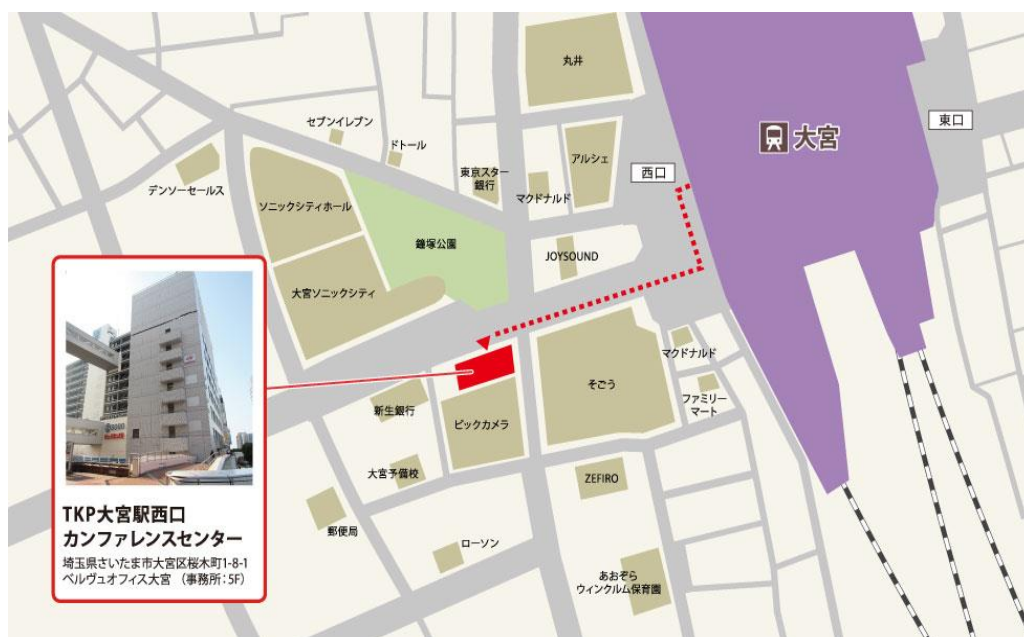 丸井
大宮
東口
西口
セブンイレブン
ドトール
東京スター
銀行
マクドナルド
アルシェ
デンソーセールス
ソニックシティホール
鐘塚公園
JOYSOUND
大宮ソニックシティ
マクドナルド
そごう
ファミリー
マート
新生銀行
ビックカメラ
大宮予備校
ZEFIRO
郵便局
ローソン
あおぞら
ウィンクルム保育園
TKP大宮駅西口
カンファレンスセンター
埼玉県さいたま市大宮区桜木町1-8-1
ベルヴュオフィス大宮 (事務所:5F)